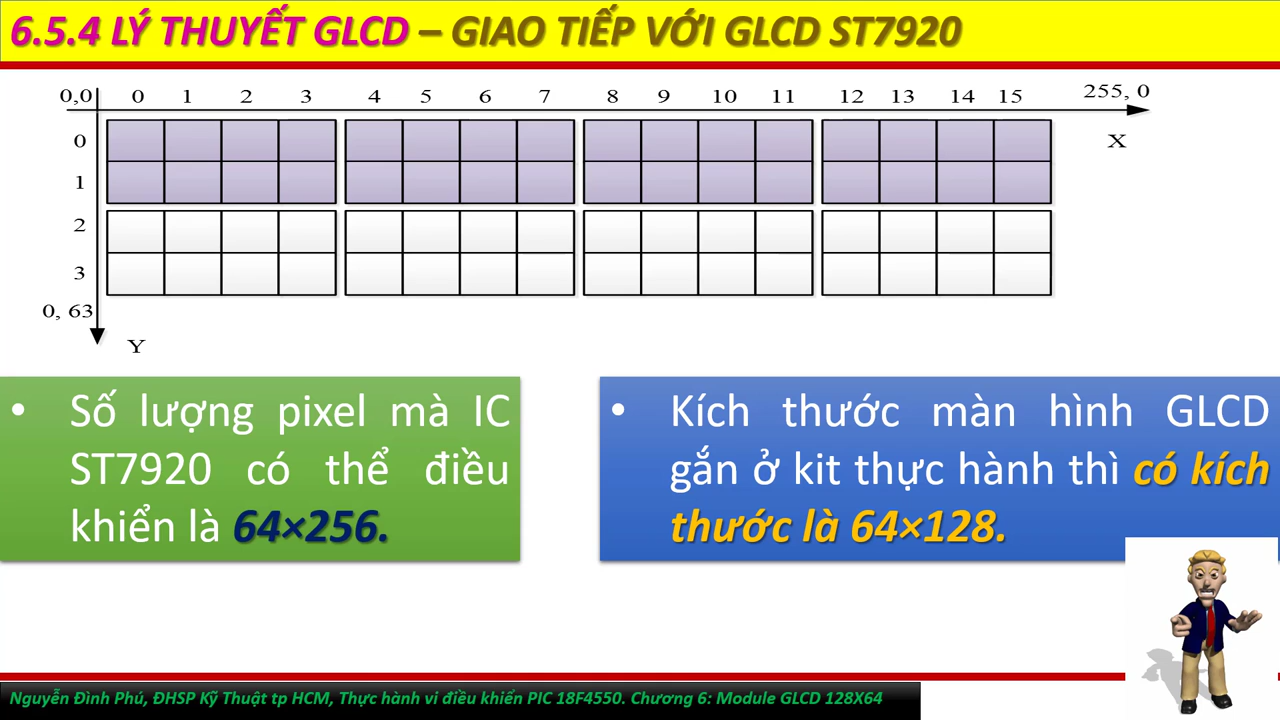 6.5.4 LÝ THUYẾT GLCD – GIAO TIẾP VỚI GLCD ST7920
0,0 0 1 2 3 4 5 6 7 8 9 10 11 12 13 14 15 255, 0
X
0
1
2
3
0, 63
Y
• Số lượng pixel mà IC
ST7920 có thể điều
khiển là 64×256.
• Kích thước màn hình GLCD
gắn ở kit thực hành thì có kích
thước là 64×128.
Nguyễn Đình Phú, ĐHSP Kỹ Thuật tp HCM, Thực hành vi điều khiển PIC 18F4550. Chương 6: Module GLCD 128X64